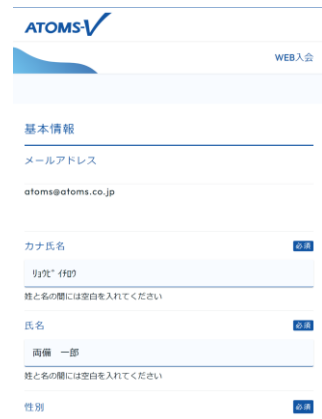 ATOMS-V
WEB入会
基本情報
メールアドレス
atoms@atoms.co.jp
カナ氏名 必須
リョウビ イチロウ
姓と名の間には空白を入れてください
氏名 必須
両備　一郎
姓と名の間には空白を入れてください
性別 必須